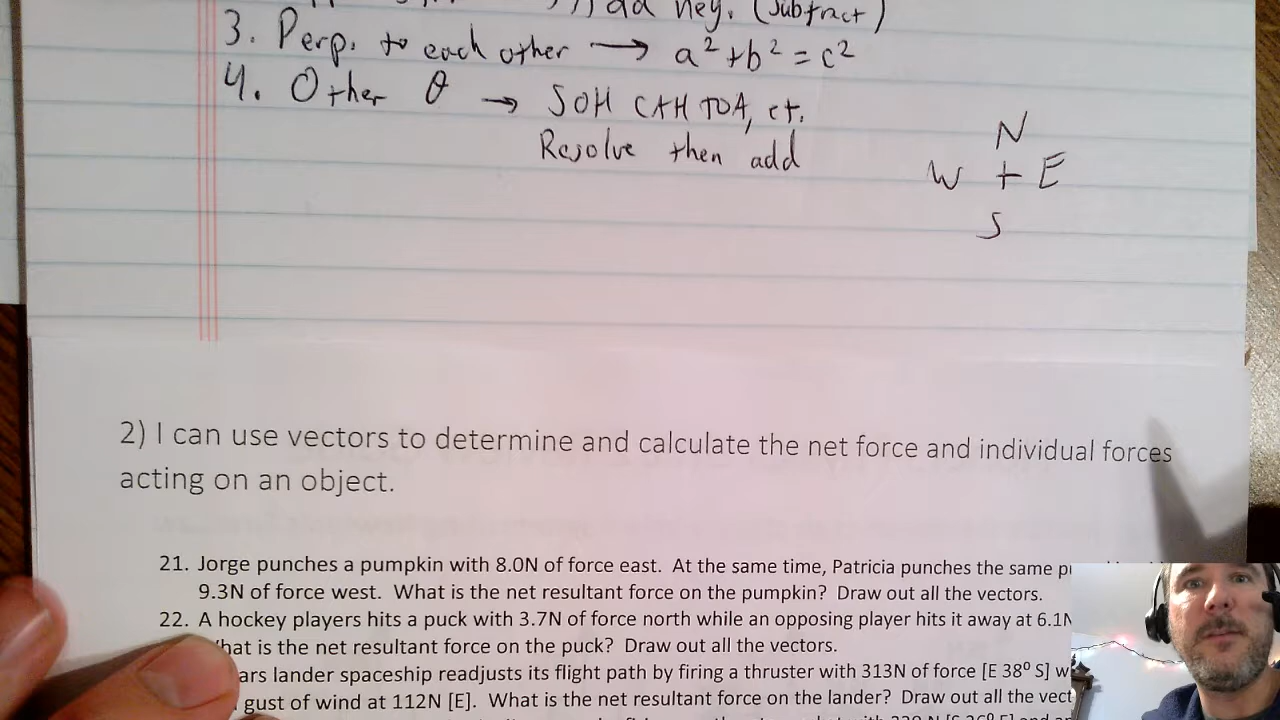 ad neg. (Subtract)
3. Perp. to each other → a² + b² = c²
4. Other θ → SOH CAH TOA, ct.
Resolve then add
N
W + E
S
2) I can use vectors to determine and calculate the net force and individual forces
acting on an object.
21. Jorge punches a pumpkin with 8.0N of force east. At the same time, Patricia punches the same
9.3N of force west. What is the net resultant force on the pumpkin? Draw out all the vectors.
22. A hockey players hits a puck with 3.7N of force north while an opposing player hits it away at 6.1N
hat is the net resultant force on the puck? Draw out all the vectors.
ars lander spaceship readjusts its flight path by firing a thruster with 313N of force [E 38⁰ S] w
gust of wind at 112N [E]. What is the net resultant force on the lander? Draw out all the vect